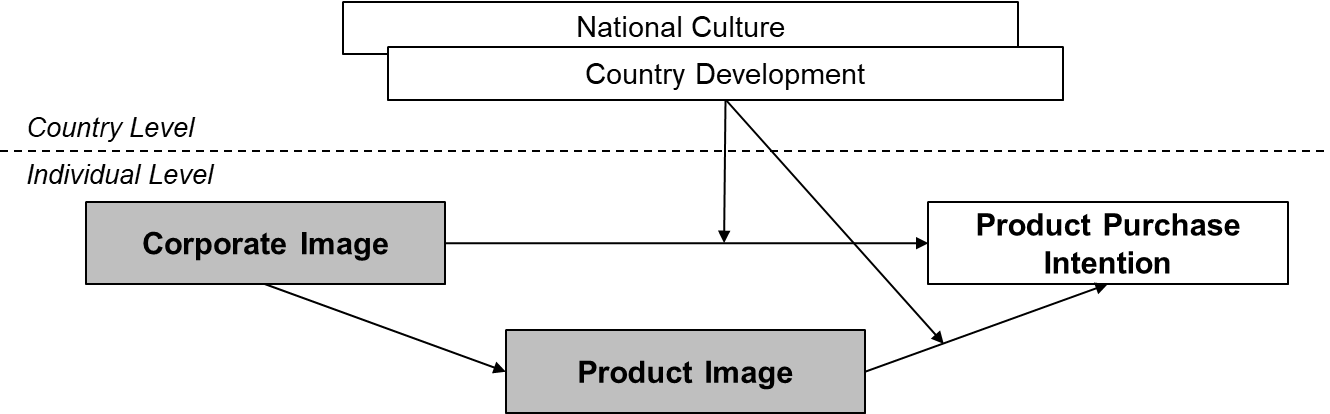 National Culture
Country Development
Country Level
Individual Level
Corporate Image
Product Purchase
Intention
Product Image